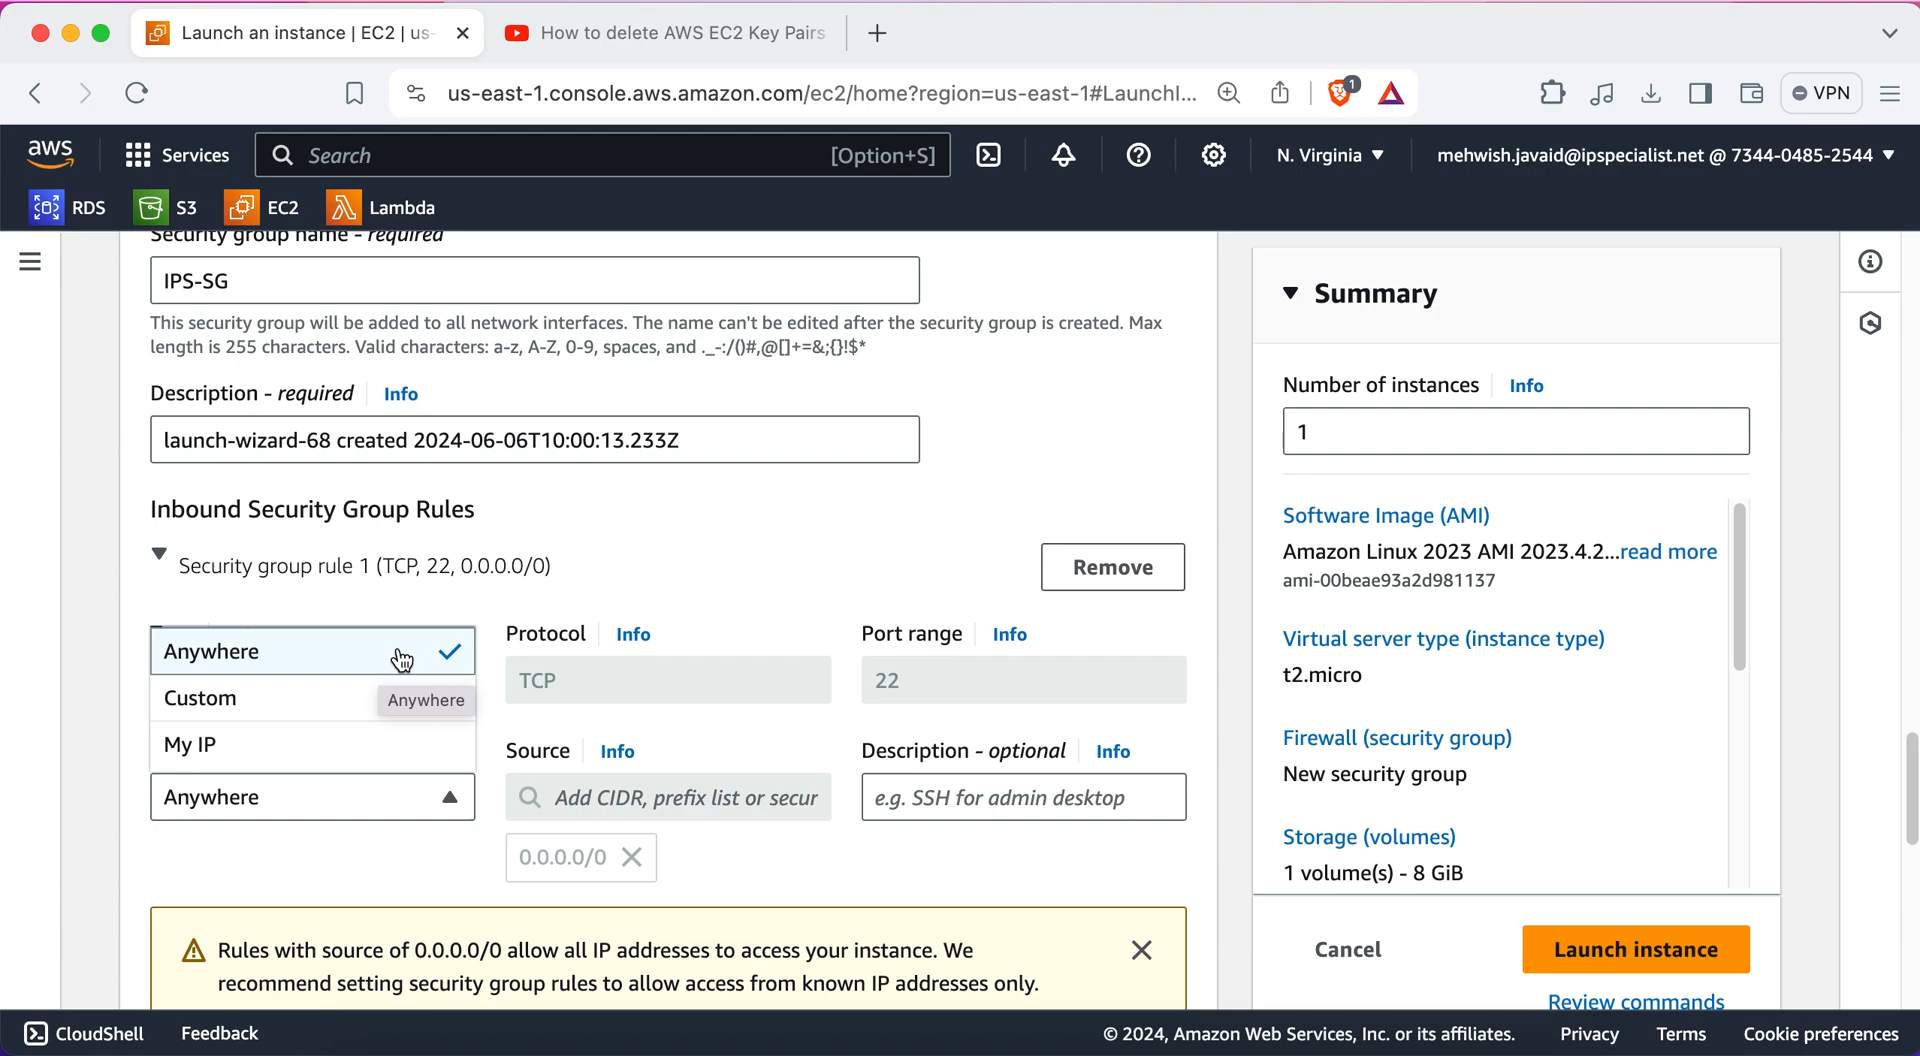 Launch an instance | EC2 | us-
How to delete AWS EC2 Key Pairs
us-east-1.console.aws.amazon.com/ec2/home?region=us-east-1#LaunchI...
1
VPN
aws
Services
Search
[Option+S]
N. Virginia
mehwish.javaid@ipspecialist.net @ 7344-0485-2544
RDS
S3
EC2
Lambda
Security group name - required
IPS-SG
This security group will be added to all network interfaces. The name can't be edited after the security group is created. Max
length is 255 characters. Valid characters: a-z, A-Z, 0-9, spaces, and ._-:/()#,@[]+=&;{}!$*
Description - required
Info
launch-wizard-68 created 2024-06-06T10:00:13.233Z
Inbound Security Group Rules
Security group rule 1 (TCP, 22, 0.0.0.0/0)
Remove
Anywhere
Custom
Anywhere
My IP
Anywhere
Protocol
Info
TCP
Port range
Info
22
Source
Info
Add CIDR, prefix list or secur
0.0.0.0/0
Description - optional
Info
e.g. SSH for admin desktop
Rules with source of 0.0.0.0/0 allow all IP addresses to access your instance. We
recommend setting security group rules to allow access from known IP addresses only.
Summary
Number of instances
Info
1
Software Image (AMI)
Amazon Linux 2023 AMI 2023.4.2...read more
ami-00beae93a2d981137
Virtual server type (instance type)
t2.micro
Firewall (security group)
New security group
Storage (volumes)
1 volume(s) - 8 GiB
Cancel
Launch instance
Review commands
CloudShell
Feedback
© 2024, Amazon Web Services, Inc. or its affiliates.
Privacy
Terms
Cookie preferences